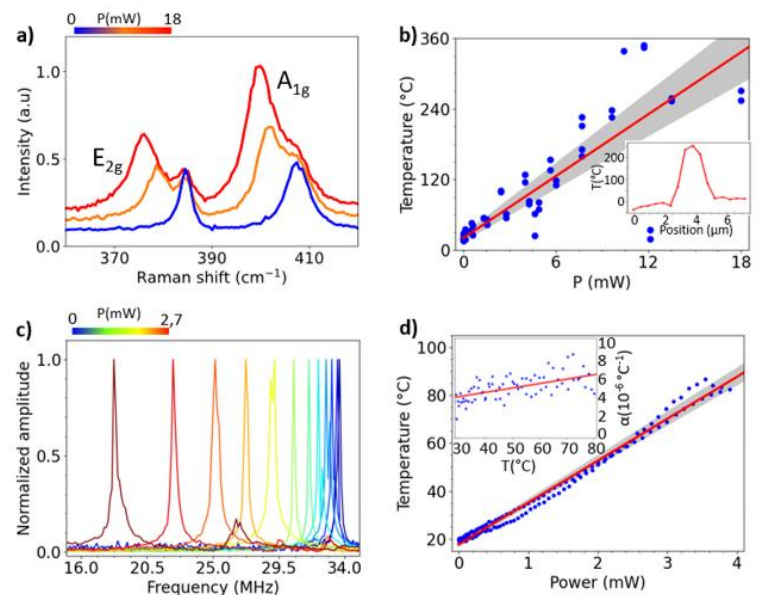 a)
0 P(mW) 18
A1g
E2g
Intensity (a.u)
1.0
0.5
0.0
370 390 410
Raman shift (cm⁻¹)
b)
Temperature (°C)
360
240
120
0
0 6 12 18
P (mW)
T(°C)
200
100
0
0 2 4 6
Position (μm)
c)
0 P(mW) 2,7
Normalized amplitude
1.0
0.5
0.0
16.0 20.5 25.0 29.5 34.0
Frequency (MHz)
d)
Temperature (°C)
100
80
60
40
20
0 1 2 3 4
Power (mW)
10
8
6
4
2
0
α(10⁻⁶ °C⁻¹)
30 40 50 60 70 80
T(°C)